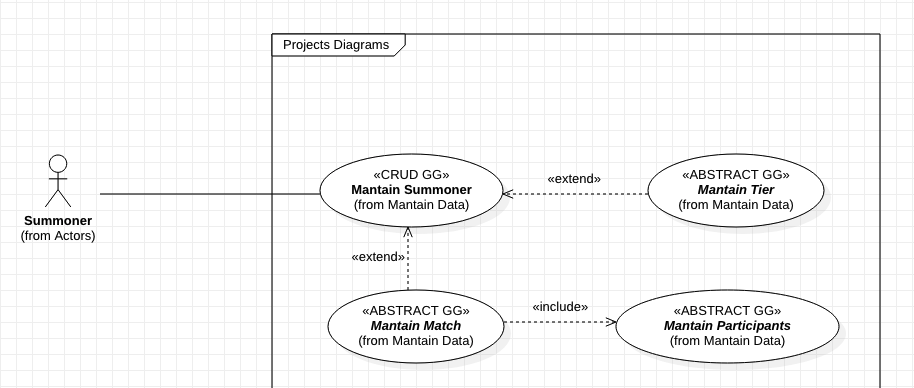 Projects Diagrams
«CRUD GG»
Mantain Summoner
(from Mantain Data)
«extend»
«ABSTRACT GG»
Mantain Tier
(from Mantain Data)
Summoner
(from Actors)
«extend»
«ABSTRACT GG»
Mantain Match
(from Mantain Data)
«include»
«ABSTRACT GG»
Mantain Participants
(from Mantain Data)